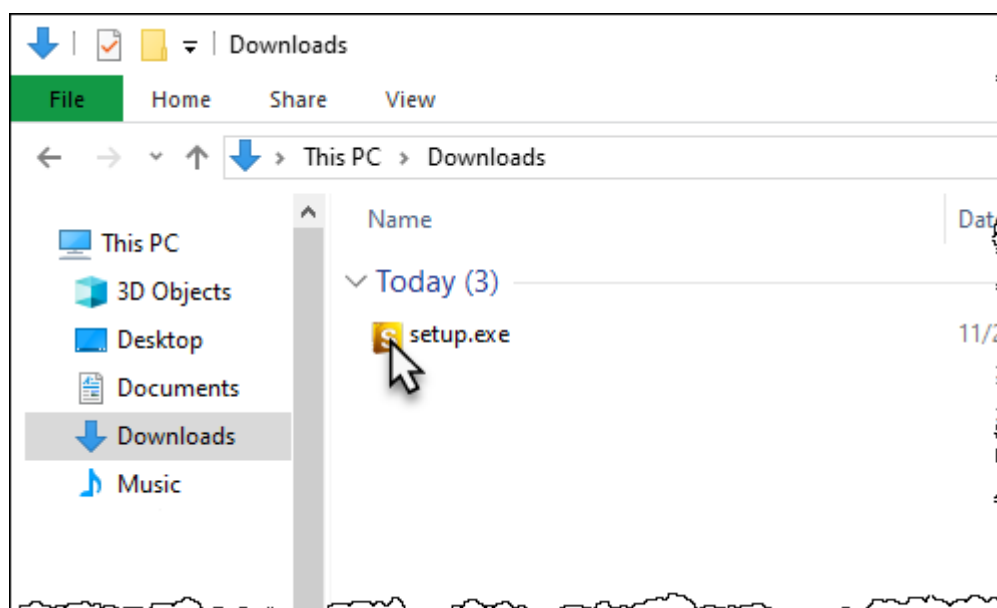 Downloads
File Home Share View
This PC > Downloads
Name
This PC
Today (3)
3D Objects
setup.exe
Desktop
Documents
Downloads
Music